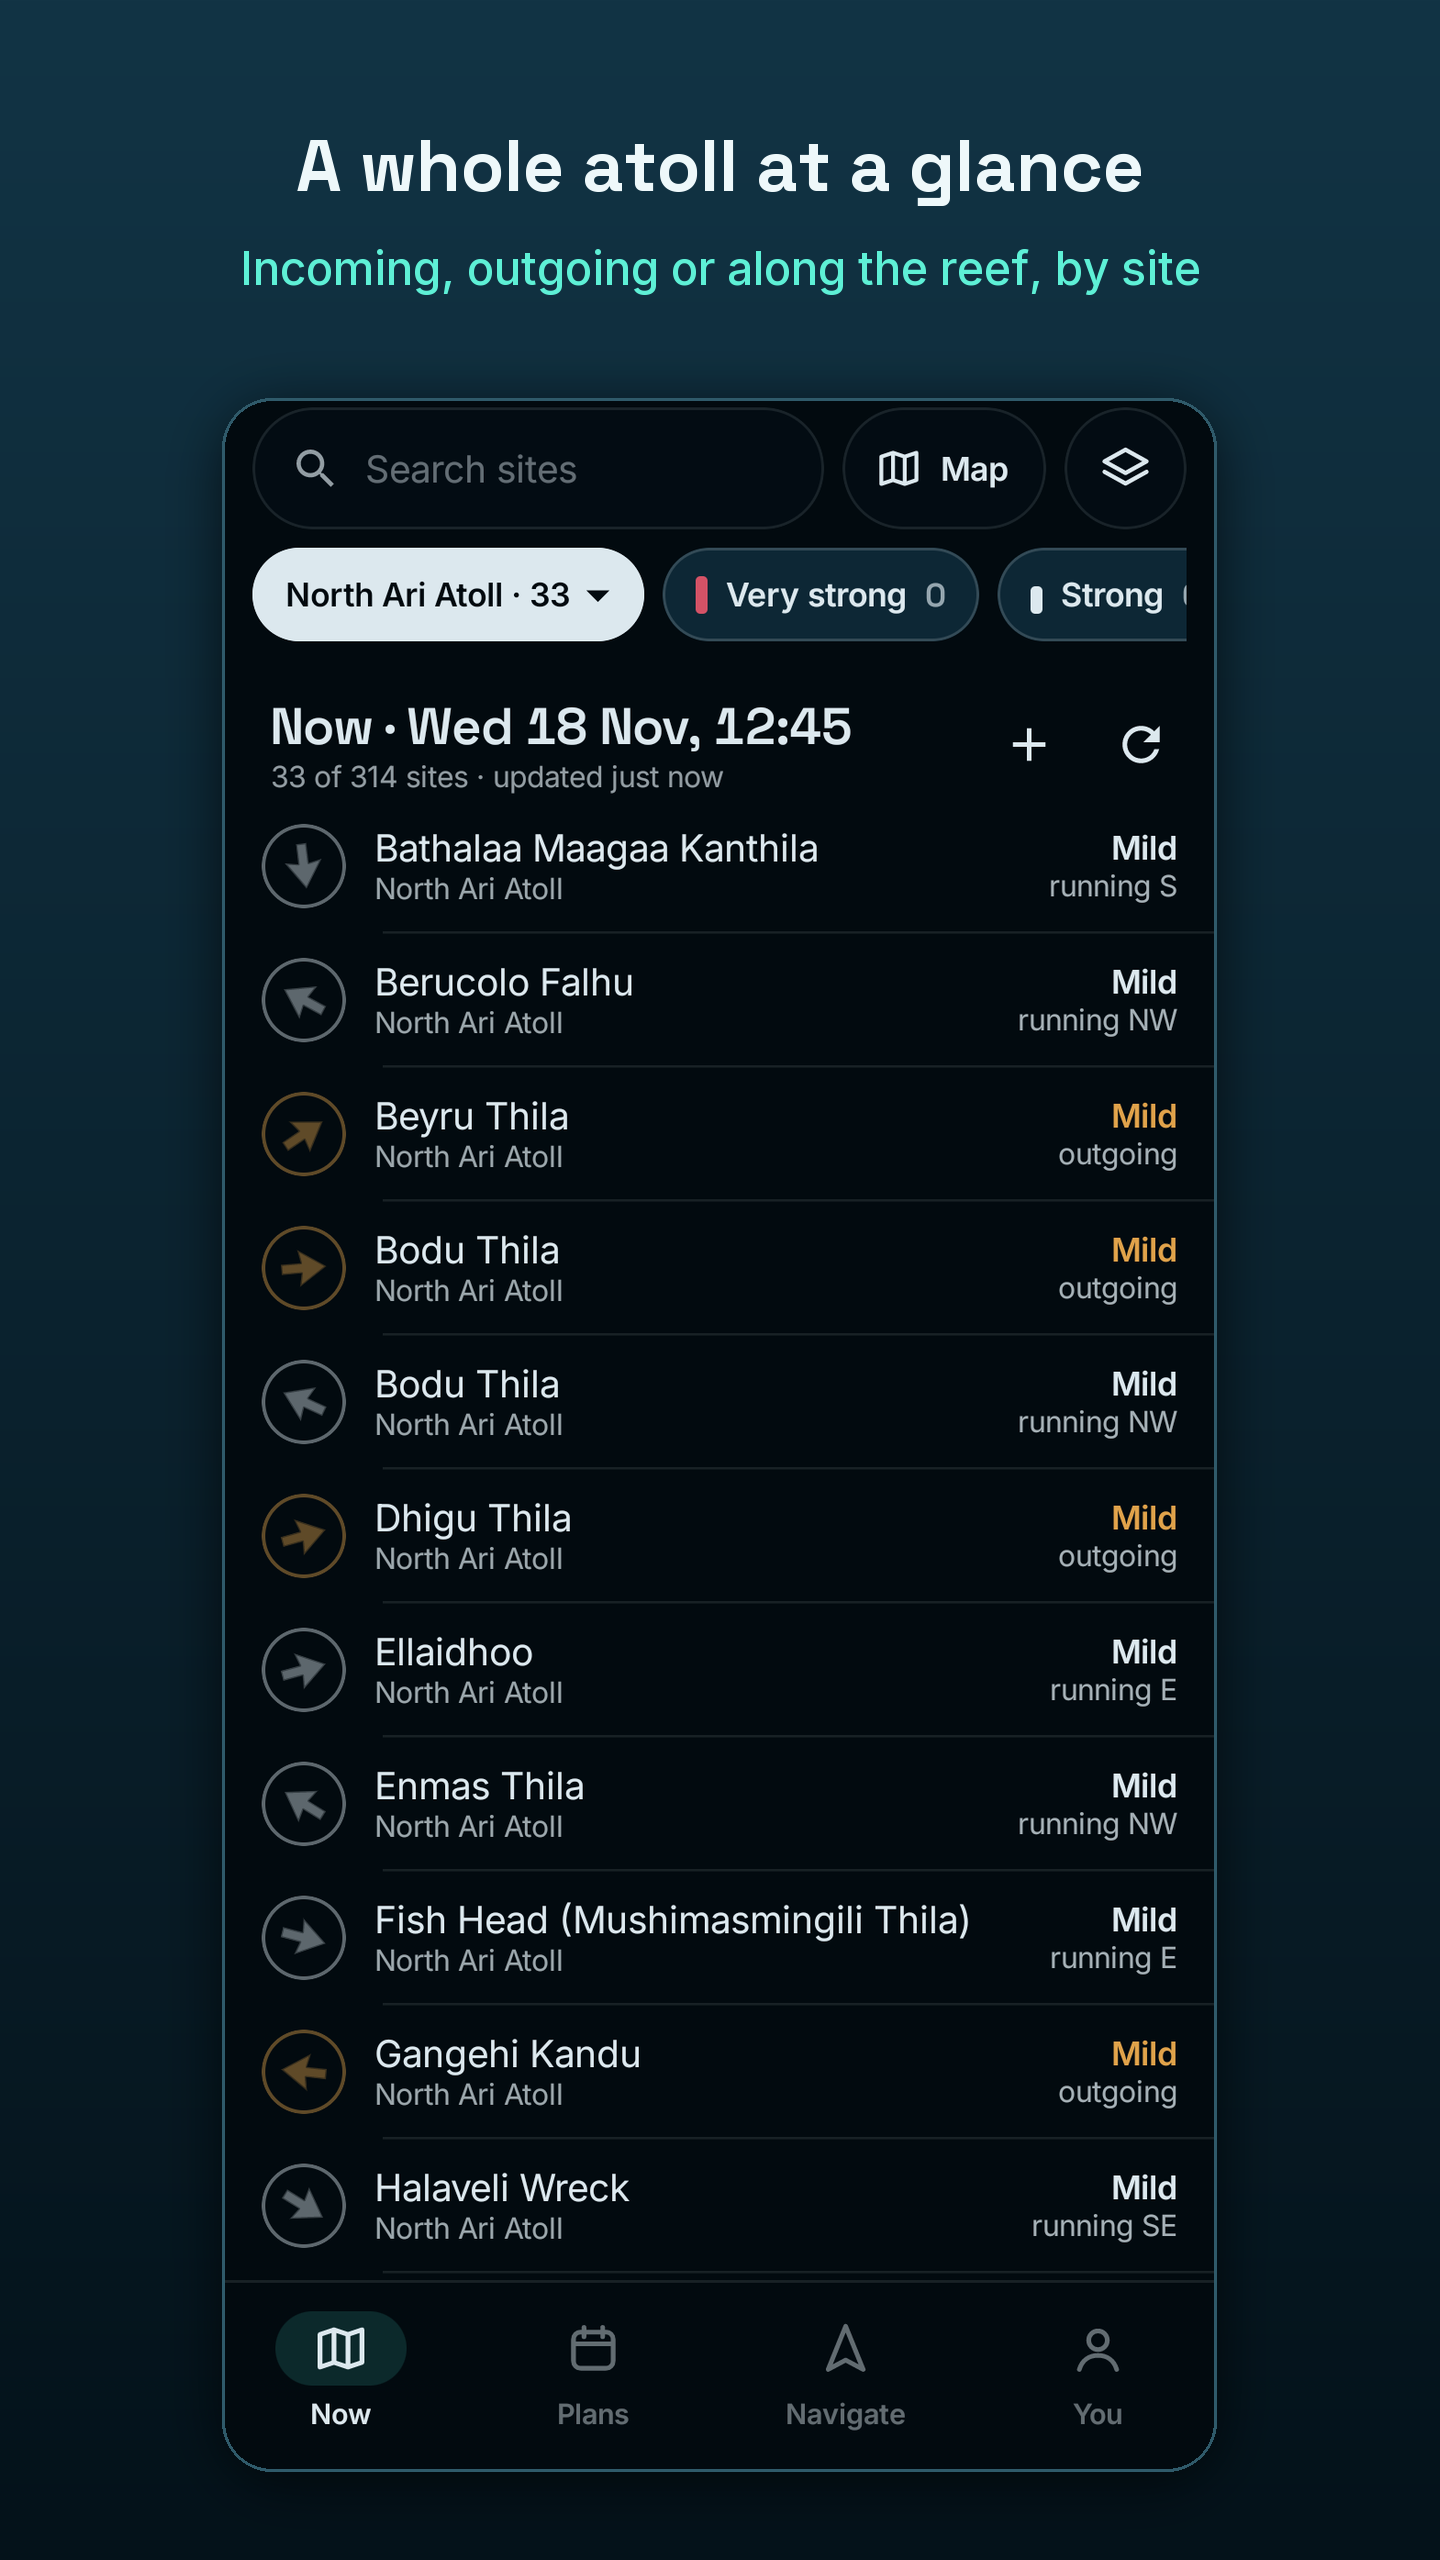 A whole atoll at a glance
Incoming, outgoing or along the reef, by site
Search sites
Map
North Ari Atoll · 33
Very strong 0
Strong
Now · Wed 18 Nov, 12:45
33 of 314 sites · updated just now
Bathalaa Maagaa Kanthila
Mild
North Ari Atoll
running S
Berucolo Falhu
Mild
North Ari Atoll
running NW
Beyru Thila
Mild
North Ari Atoll
outgoing
Bodu Thila
Mild
North Ari Atoll
outgoing
Bodu Thila
Mild
North Ari Atoll
running NW
Dhigu Thila
Mild
North Ari Atoll
outgoing
Ellaidhoo
Mild
North Ari Atoll
running E
Enmas Thila
Mild
North Ari Atoll
running NW
Fish Head (Mushimasmingili Thila)
Mild
North Ari Atoll
running E
Gangehi Kandu
Mild
North Ari Atoll
outgoing
Halaveli Wreck
Mild
North Ari Atoll
running SE
Now
Plans
Navigate
You